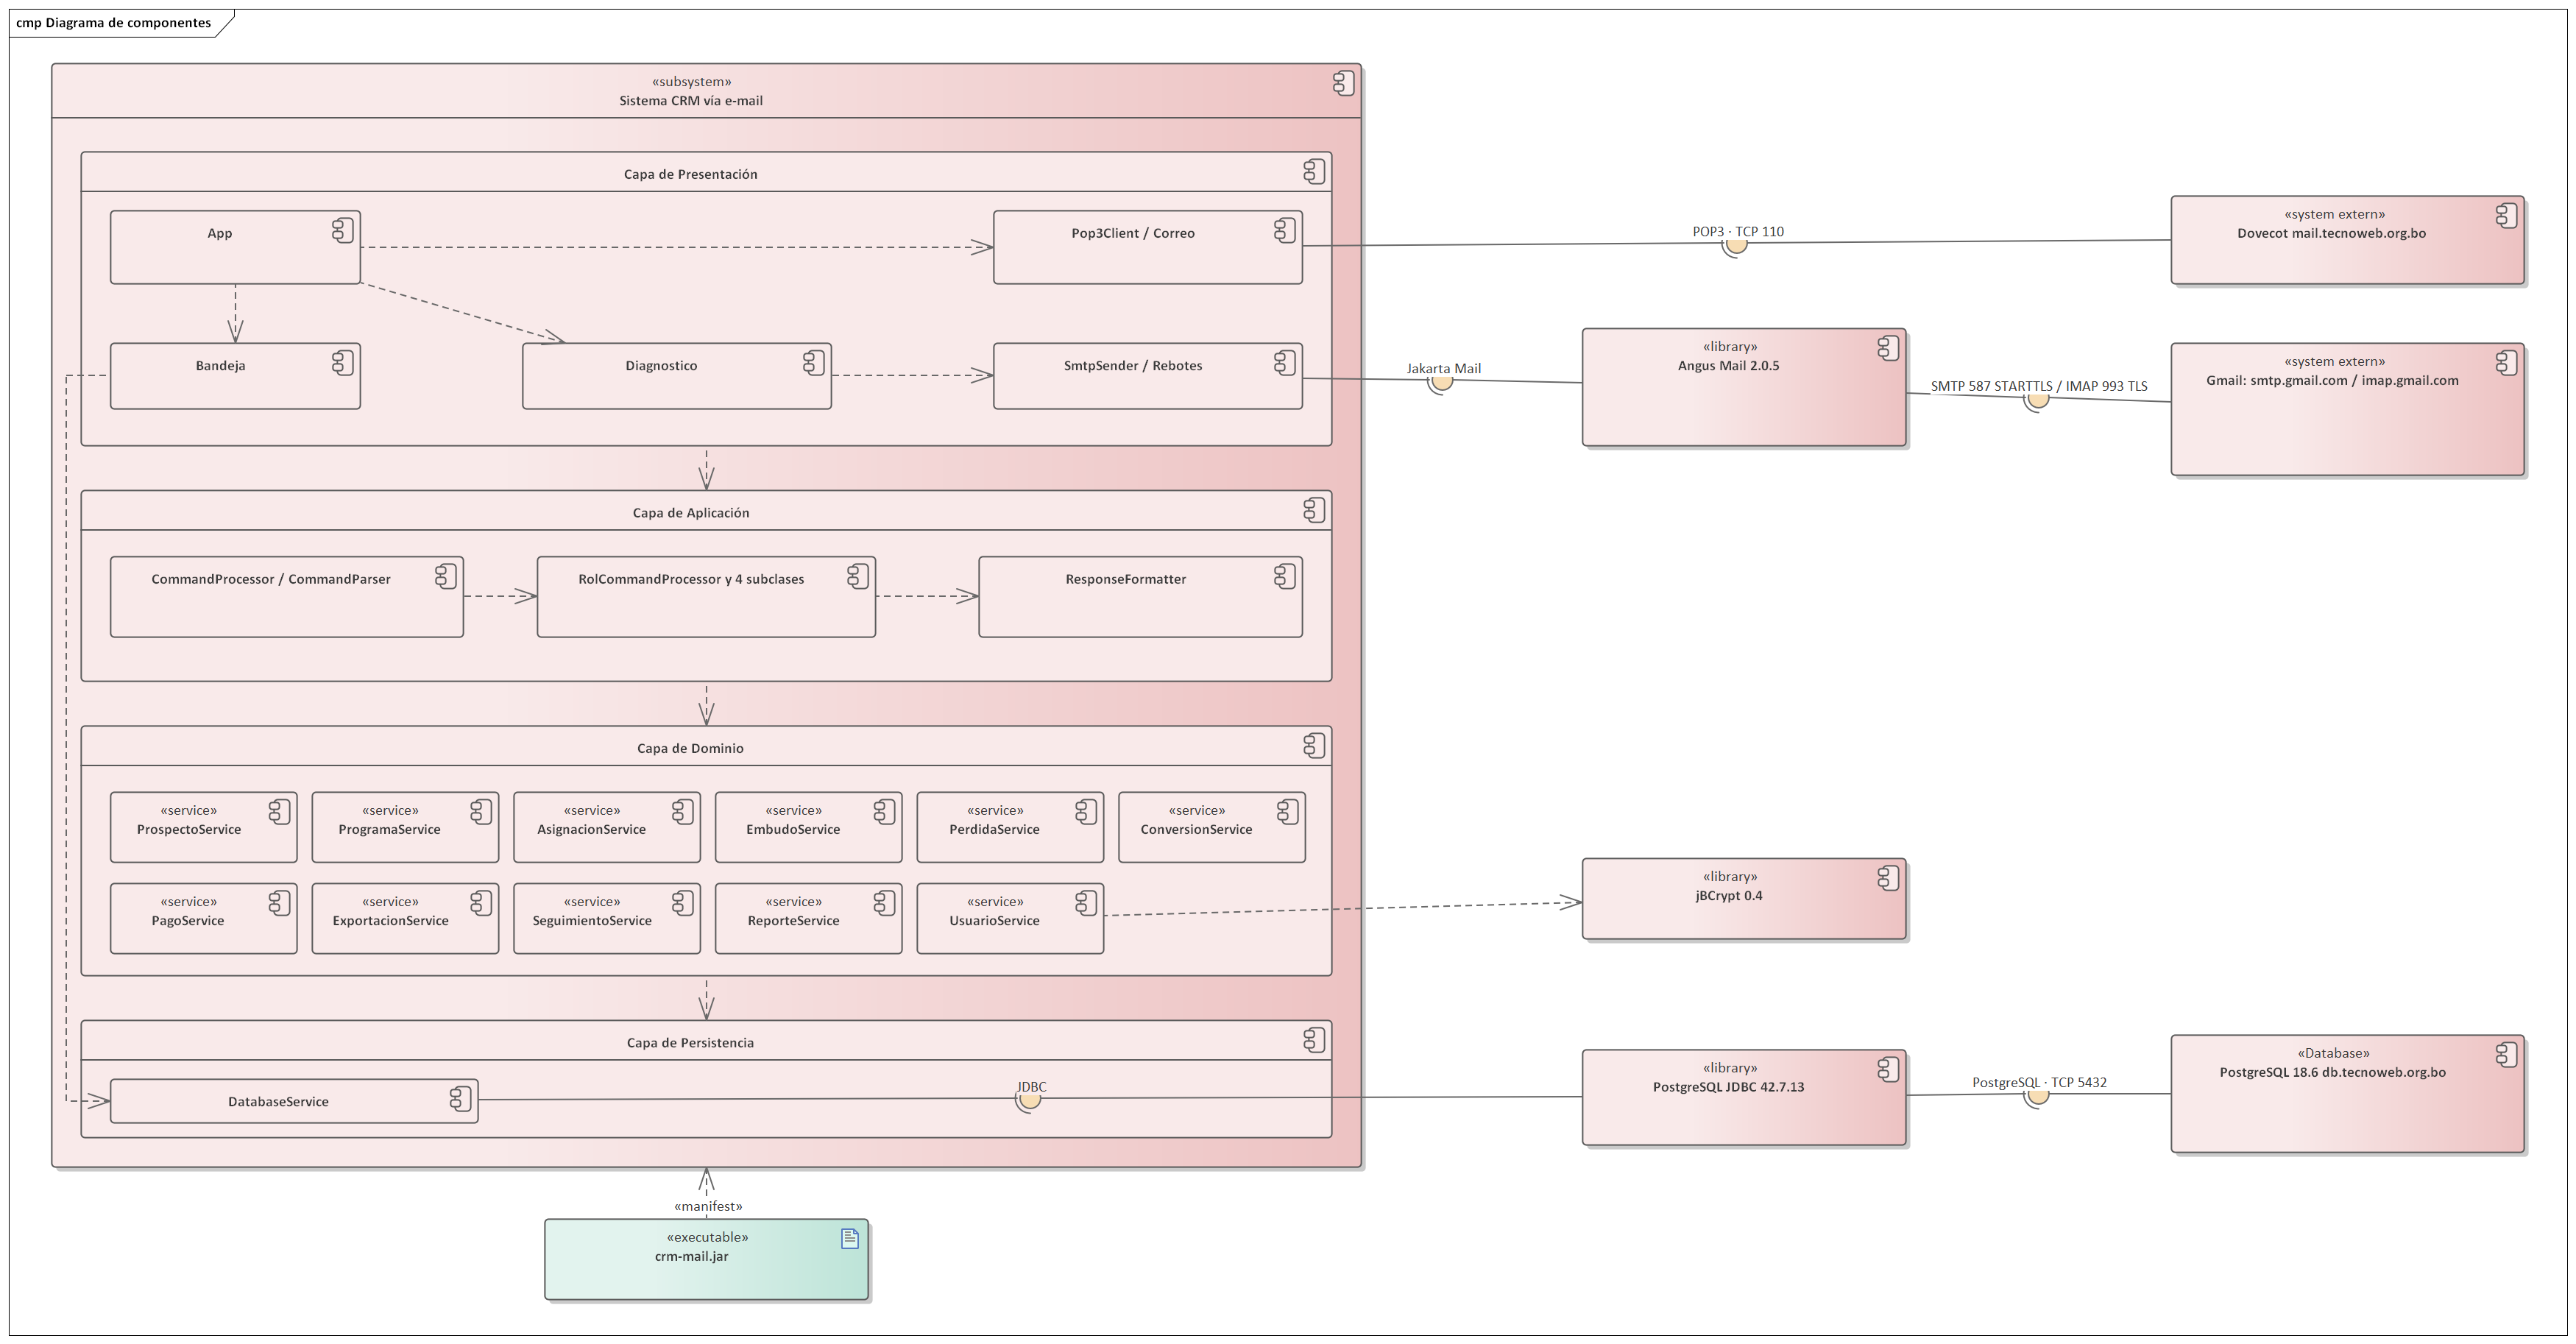 cmp Diagrama de componentes
«subsystem»
Sistema CRM vía e-mail
Capa de Presentación
App
Pop3Client / Correo
POP3 · TCP 110
«system extern»
Dovecot mail.tecnoweb.org.bo
Bandeja
Diagnostico
SmtpSender / Rebotes
Jakarta Mail
«library»
Angus Mail 2.0.5
SMTP 587 STARTTLS / IMAP 993 TLS
«system extern»
Gmail: smtp.gmail.com / imap.gmail.com
Capa de Aplicación
CommandProcessor / CommandParser
RolCommandProcessor y 4 subclases
ResponseFormatter
Capa de Dominio
«service»
ProspectoService
«service»
ProgramaService
«service»
AsignacionService
«service»
EmbudoService
«service»
PerdidaService
«service»
ConversionService
«service»
PagoService
«service»
ExportacionService
«service»
SeguimientoService
«service»
ReporteService
«service»
UsuarioService
«library»
jBCrypt 0.4
Capa de Persistencia
DatabaseService
JDBC
«library»
PostgreSQL JDBC 42.7.13
PostgreSQL · TCP 5432
«Database»
PostgreSQL 18.6 db.tecnoweb.org.bo
«manifest»
«executable»
crm-mail.jar